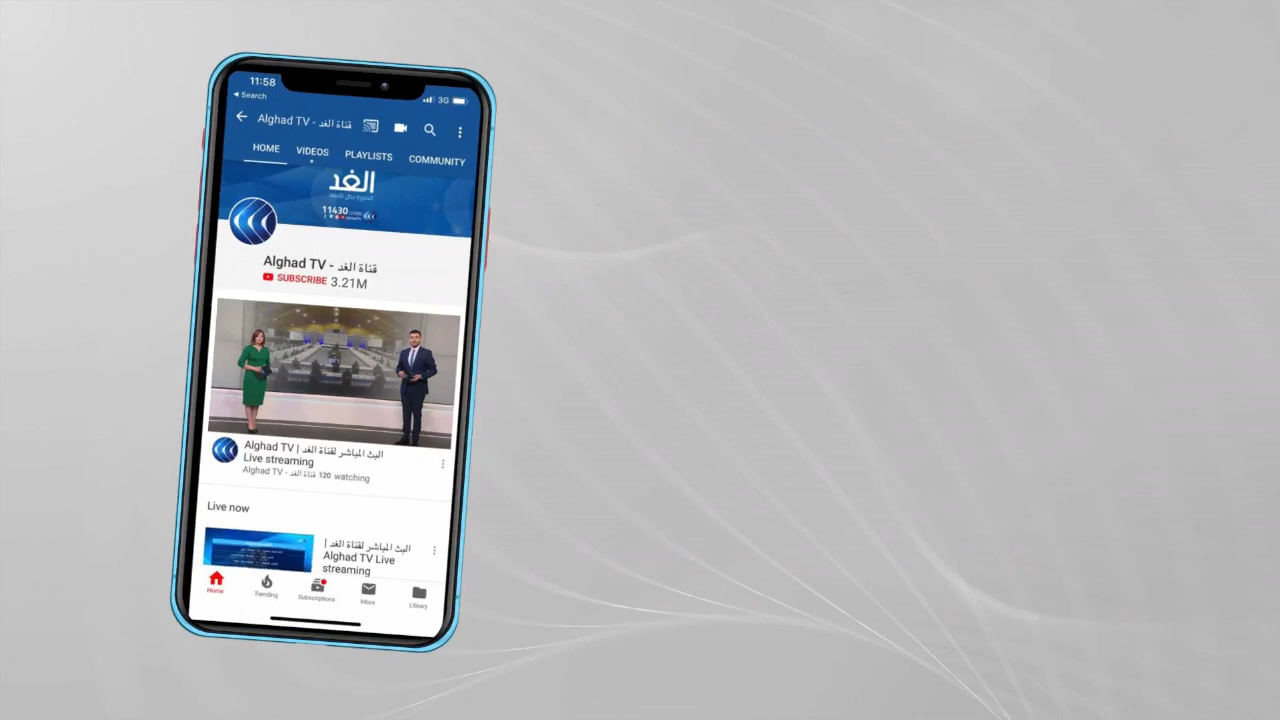 11:58
Search
3G
Alghad TV - قناة الغد
HOME VIDEOS PLAYLISTS COMMUNITY
الغد
11430
Alghad TV - قناة الغد
SUBSCRIBE 3.21M
Alghad TV | البث المباشر لقناة الغد
Live streaming
Alghad TV - قناة الغد 120 watching
Live now
البث المباشر لقناة الغد |
Alghad TV Live
streaming
Home Trending Subscriptions Inbox Library